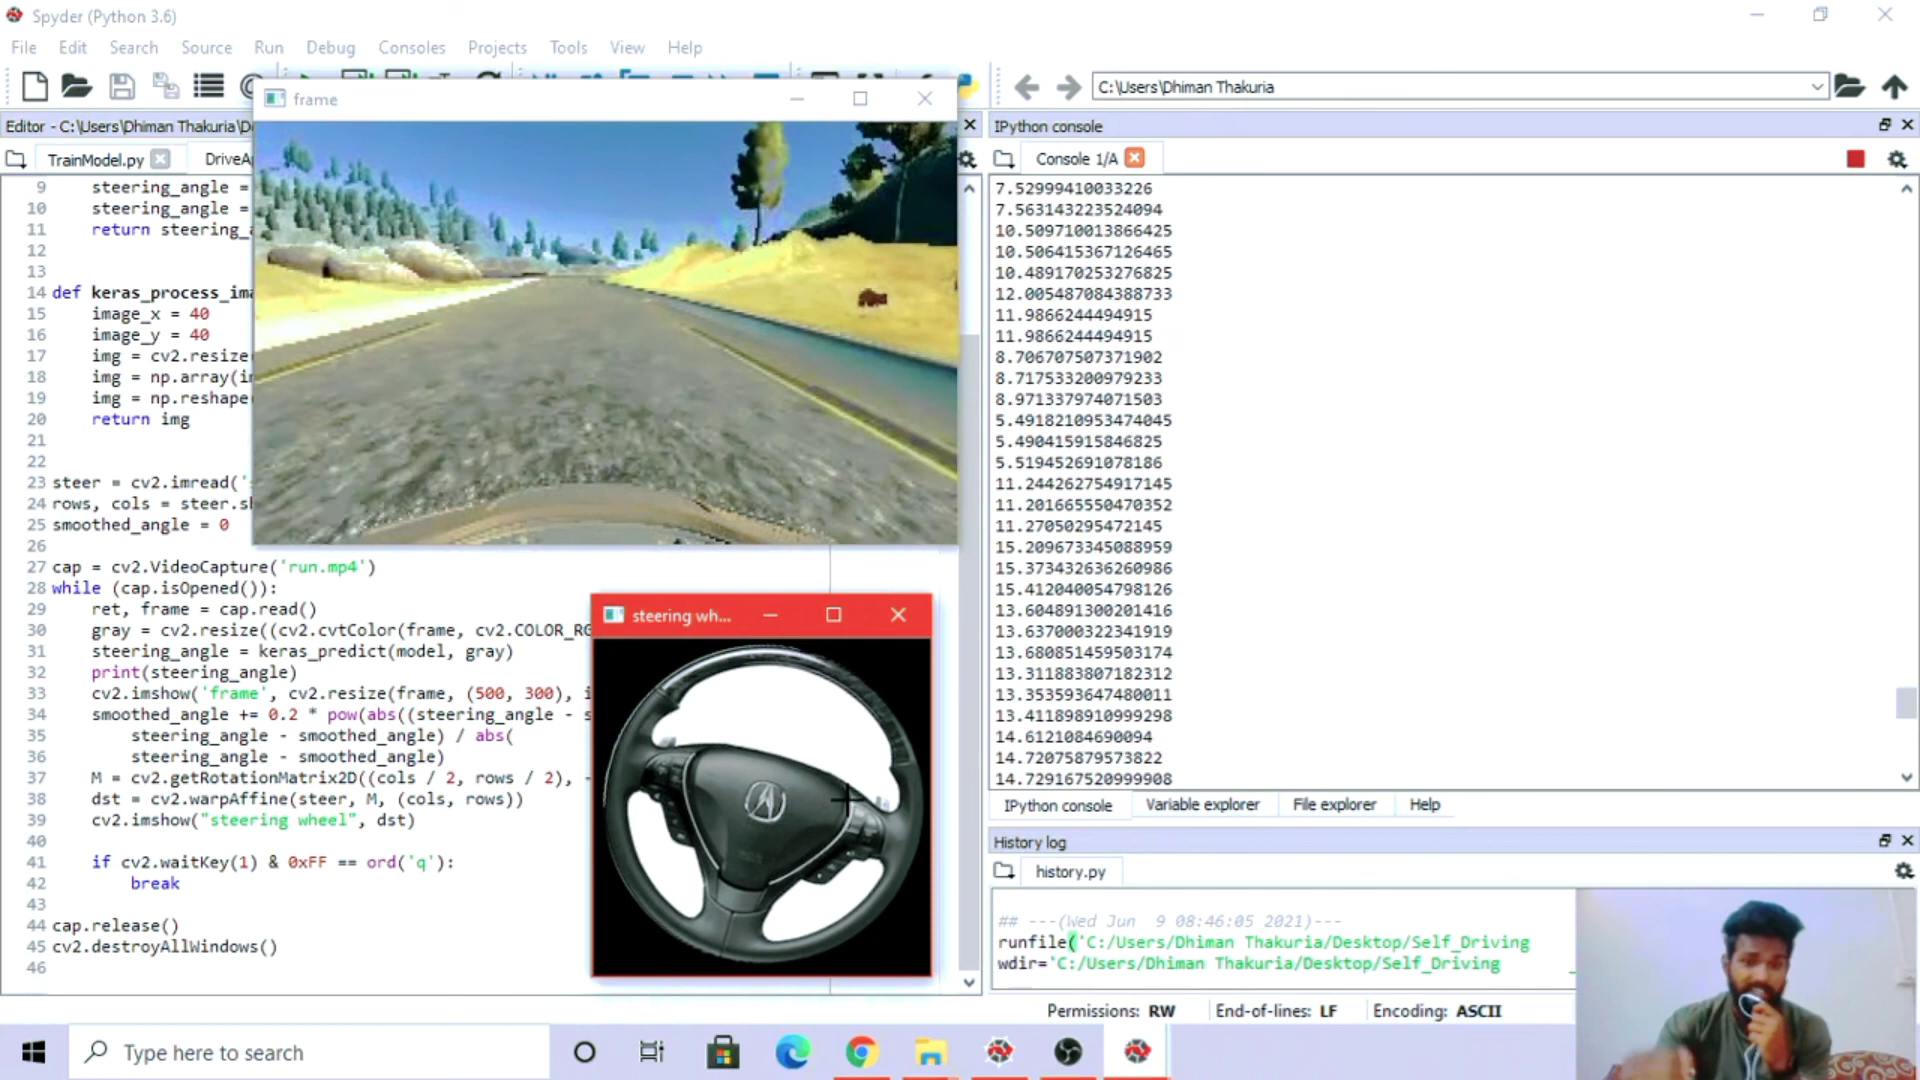 Spyder (Python 3.6)
File Edit Search Source Run Debug Consoles Projects Tools View Help
C:\Users\Dhiman Thakuria
Editor - C:\Users\Dhiman Thakuria\D
TrainModel.py
9 steering_angle =
10 steering_angle =
11 return steering_a
12
13
14 def keras_process_ima
15 image_x = 40
16 image_y = 40
17 img = cv2.resize
18 img = np.array(i
19 img = np.reshape
20 return img
21
22
23 steer = cv2.imread('
24 rows, cols = steer.s
25 smoothed_angle = 0
26
27 cap = cv2.VideoCapture('run.mp4')
28 while (cap.isOpened()):
29 ret, frame = cap.read()
30 gray = cv2.resize((cv2.cvtColor(frame, cv2.COLOR_RG
31 steering_angle = keras_predict(model, gray)
32 print(steering_angle)
33 cv2.imshow('frame', cv2.resize(frame, (500, 300), i
34 smoothed_angle += 0.2 * pow(abs((steering_angle - s
35 steering_angle - smoothed_angle) / abs(
36 steering_angle - smoothed_angle)
37 M = cv2.getRotationMatrix2D((cols / 2, rows / 2), -
38 dst = cv2.warpAffine(steer, M, (cols, rows))
39 cv2.imshow("steering wheel", dst)
40
41 if cv2.waitKey(1) & 0xFF == ord('q'):
42 break
43
44 cap.release()
45 cv2.destroyAllWindows()
46
frame
steering wh...
IPython console
Console 1/A
7.52999410033226
7.563143223524094
10.509710013866425
10.506415367126465
10.489170253276825
12.005487084388733
11.9866244494915
11.9866244494915
8.706707507371902
8.717533200979233
8.971337974071503
5.4918210953474045
5.490415915846825
5.519452691078186
11.244262754917145
11.201665550470352
11.27050295472145
15.209673345088959
15.373432636260986
15.412040054798126
13.604891300201416
13.637000322341919
13.680851459503174
13.311883807182312
13.353593647480011
13.411898910999298
14.6121084690094
14.72075879573822
14.729167520999908
IPython console Variable explorer File explorer Help
History log
history.py
## ---(Wed Jun 9 08:46:05 2021)---
runfile('C:/Users/Dhiman Thakuria/Desktop/Self_Driving
wdir='C:/Users/Dhiman Thakuria/Desktop/Self_Driving
Permissions: RW End-of-lines: LF Encoding: ASCII
Type here to search